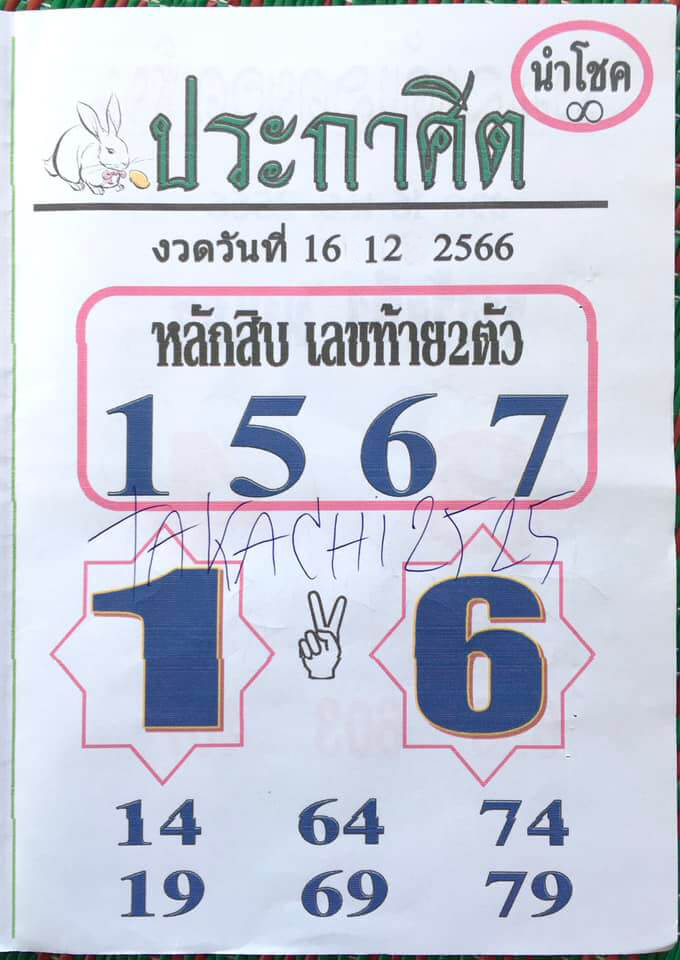 นำโชค
∞
ประกาศีต
งวดวันที่ 16 12 2566
หลักสิบ เลขท้าย2ตัว
1 5 6 7
TAKACHI2525
1 6
14 64 74
19 69 79